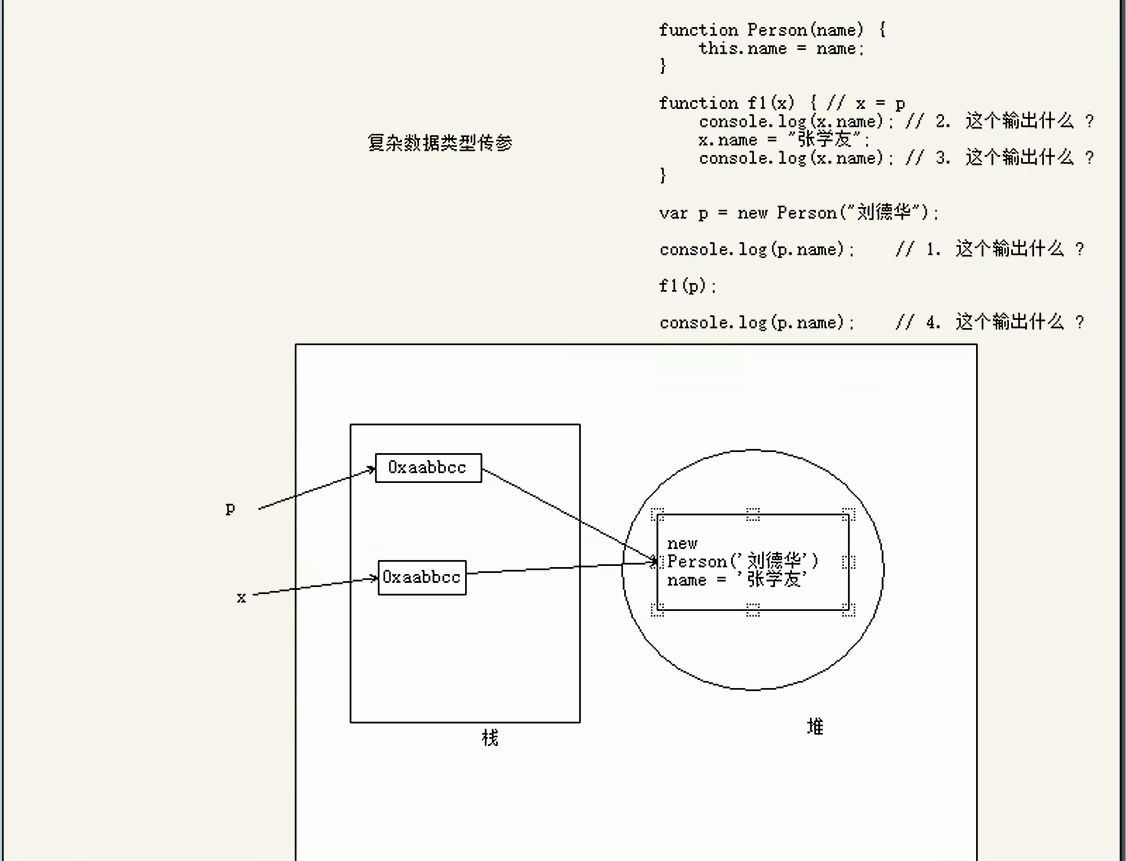 function Person(name) {
this.name = name;
}
function f1(x) { // x = p
console.log(x.name); // 2. 这个输出什么 ?
x.name = "张学友";
console.log(x.name); // 3. 这个输出什么 ?
}
var p = new Person("刘德华");
console.log(p.name); // 1. 这个输出什么 ?
f1(p);
console.log(p.name); // 4. 这个输出什么 ?
复杂数据类型传参
p
0xaabbcc
x
0xaabbcc
new
Person('刘德华')
name = '张学友'
栈
堆